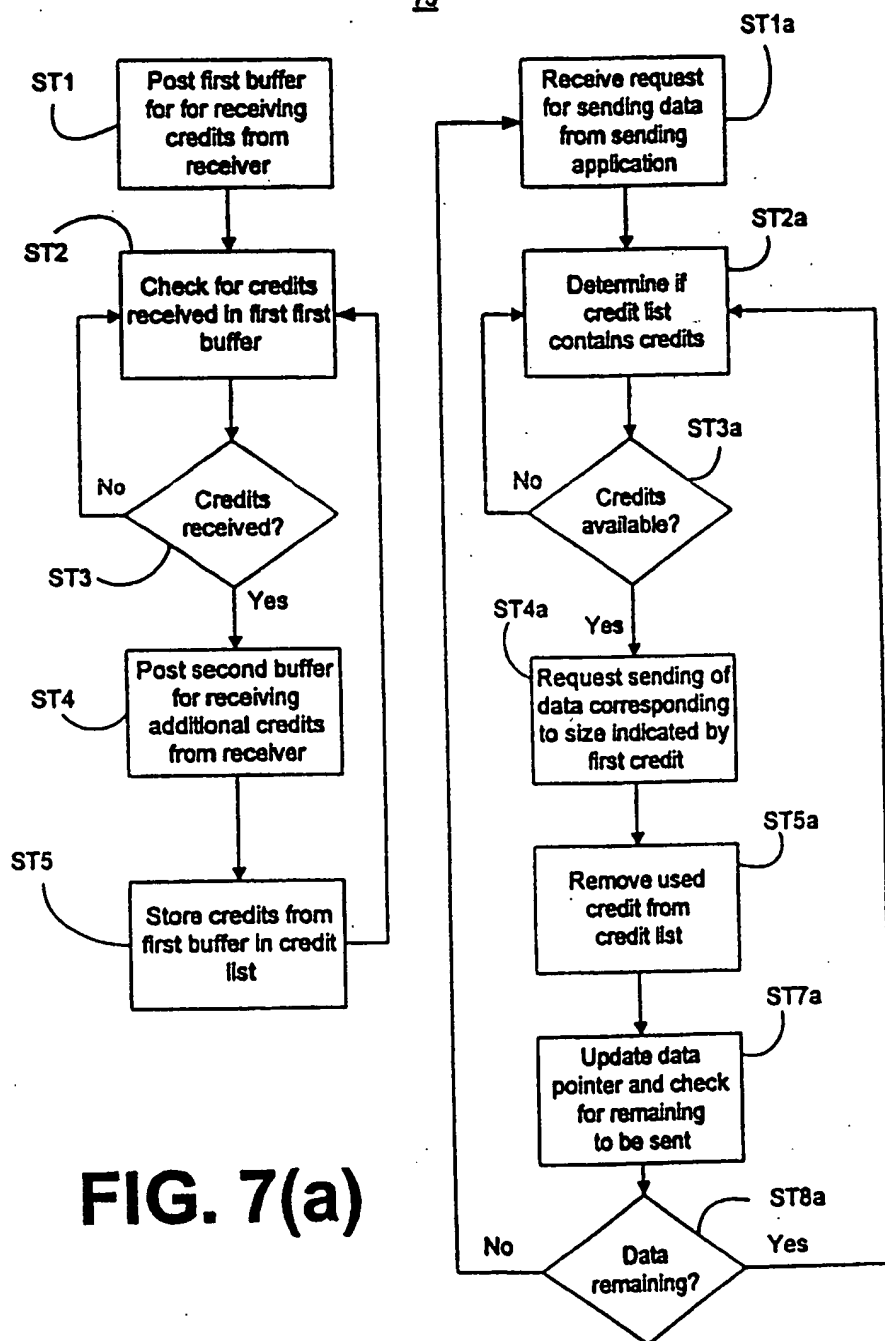 ST1
Post first buffer
for for receiving
credits from
receiver
ST2
Check for credits
received in first first
buffer
No
Credits
received?
ST3
Yes
ST4
Post second buffer
for receiving
additional credits
from receiver
ST5
Store credits from
first buffer in credit
list
FIG. 7(a)
ST1a
Receive request
for sending data
from sending
application
ST2a
Determine if
credit list
contains credits
ST3a
No
Credits
available?
ST4a
Yes
Request sending of
data corresponding
to size indicated by
first credit
ST5a
Remove used
credit from
credit list
ST7a
Update data
pointer and check
for remaining
to be sent
ST8a
No
Data
remaining?
Yes